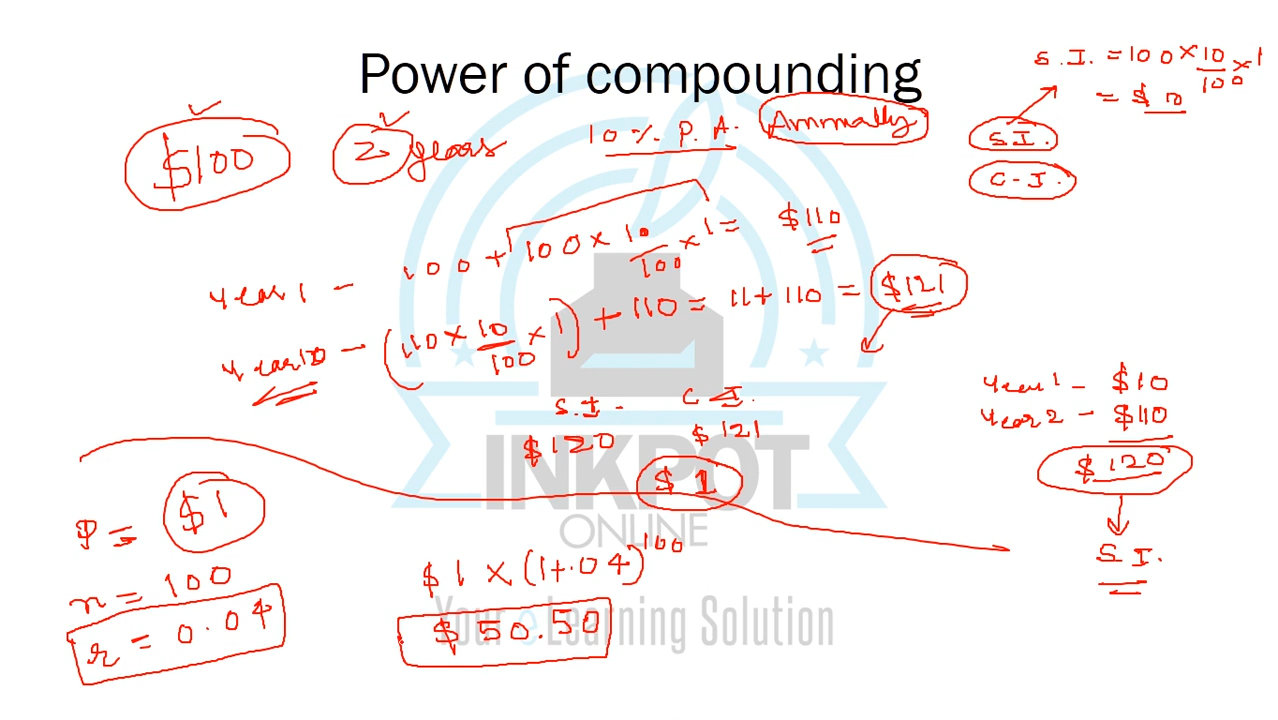 Power of compounding
S.I. = 100 × 10/100 × 1
= $10
$100
2 years
10% P.A. Annually
S.I.
C.I.
Year 1 – 100 + 100 × 10/100 × 1 = $110
Year – (110 × 10/100 × 1) + 110 = 11 + 110 = $121
S.I. – C.I.
$120 $121
$1
Year 1 – $10
Year 2 – $110
$120
S.I.
INKPOT
ONLINE
Your eLearning Solution
P = $1
n = 100
r = 0.04
$1 × (1+.04)^100
$50.50